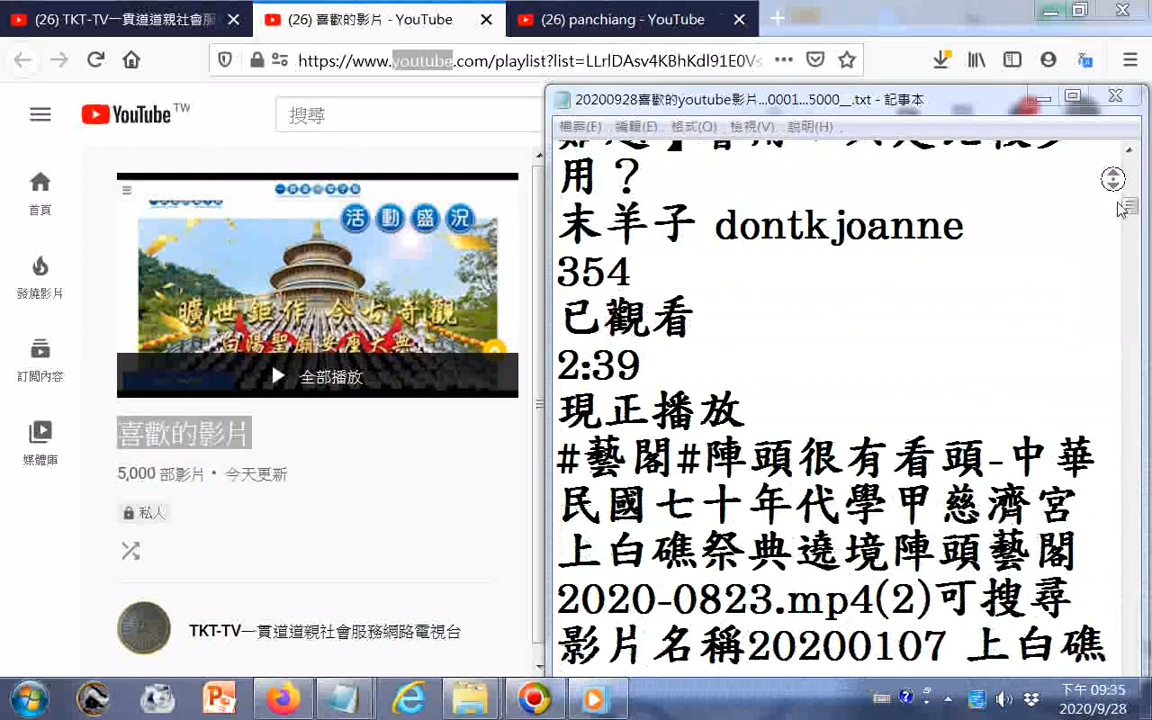 (26) TKT-TV一貫道道親社會服
(26) 喜歡的影片 - YouTube
(26) panchiang - YouTube
https://www.youtube.com/playlist?list=LLrlDAsv4KBhKdl91E0Vs
YouTube TW
搜尋
首頁
發燒影片
訂閱內容
媒體庫
活動盛況
曠世鉅作 今古奇觀
白陽聖廟安座大典
全部播放
喜歡的影片
5,000 部影片・今天更新
私人
TKT-TV一貫道道親社會服務網路電視台
20200928喜歡的youtube影片...0001...5000__.txt - 記事本
檔案(F) 編輯(E) 格式(O) 檢視(V) 說明(H)
用？
末羊子 dontkjoanne
354
已觀看
2:39
現正播放
#藝閣#陣頭很有看頭-中華
民國七十年代學甲慈濟宮
上白礁祭典遶境陣頭藝閣
2020-0823.mp4(2)可搜尋
影片名稱20200107 上白礁
下午 09:35
2020/9/28